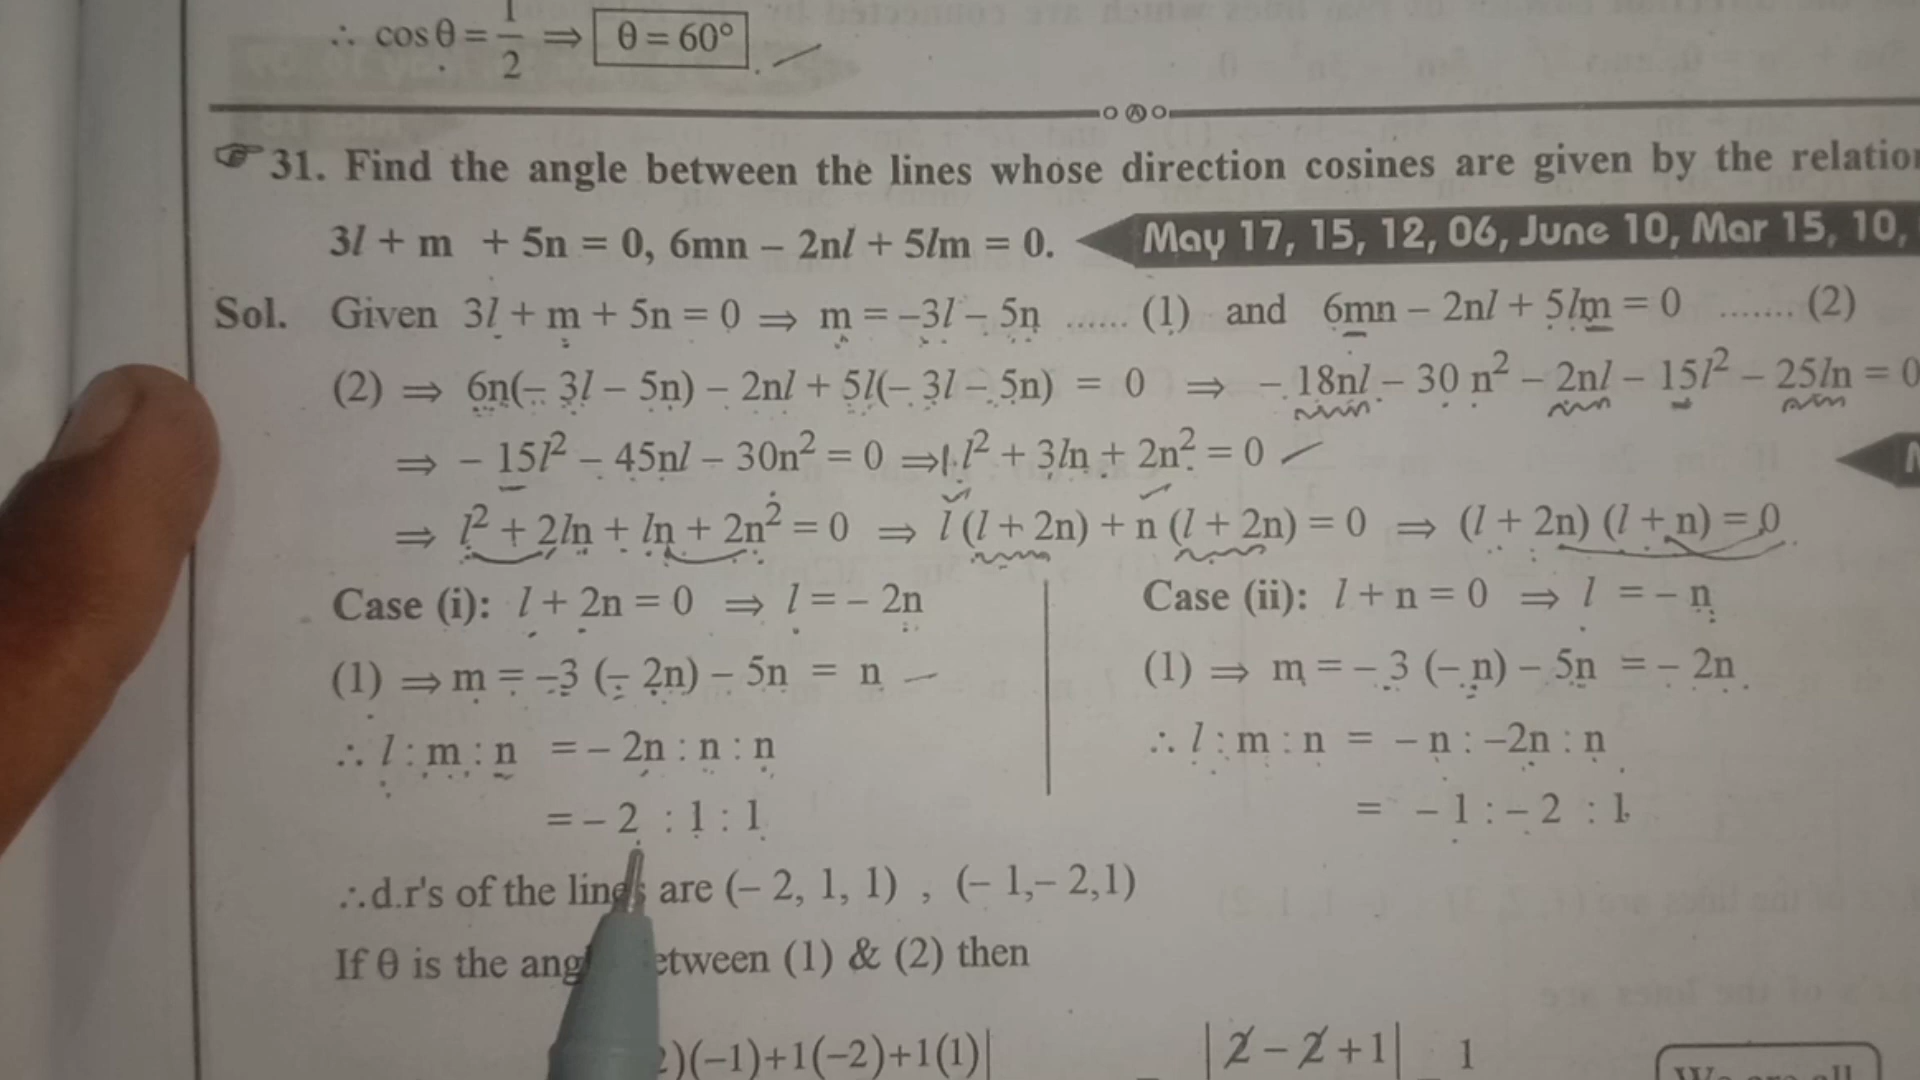 ∴ cos θ = 1/2 ⇒ θ = 60°.
31. Find the angle between the lines whose direction cosines are given by the
3l + m + 5n = 0, 6mn – 2nl + 5lm = 0. May 17, 15, 12, 06, June 10, Mar 15, 10,
Sol. Given 3l + m + 5n = 0 ⇒ m = –3l – 5n ...... (1) and 6mn – 2nl + 5lm = 0 ....... (2)
(2) ⇒ 6n(– 3l – 5n) – 2nl + 5l(– 3l – 5n) = 0 ⇒ – 18nl – 30 n² – 2nl – 15l² – 25ln = 0
⇒ – 15l² – 45nl – 30n² = 0 ⇒ l² + 3ln + 2n² = 0
⇒ l² + 2ln + ln + 2n² = 0 ⇒ l (l + 2n) + n (l + 2n) = 0 ⇒ (l + 2n) (l + n) = 0
Case (i): l + 2n = 0 ⇒ l = – 2n
(1) ⇒ m = –3 (– 2n) – 5n = n
∴ l : m : n = – 2n : n : n
= – 2 : 1 : 1
Case (ii): l + n = 0 ⇒ l = – n
(1) ⇒ m = – 3 (– n) – 5n = – 2n
∴ l : m : n = – n : –2n : n
= – 1 : – 2 : 1
∴ d.r's of the lines are (– 2, 1, 1) , (– 1,– 2,1)
If θ is the between (1) & (2) then
)(–1)+1(–2)+1(1)| |2 – 2 + 1| 1